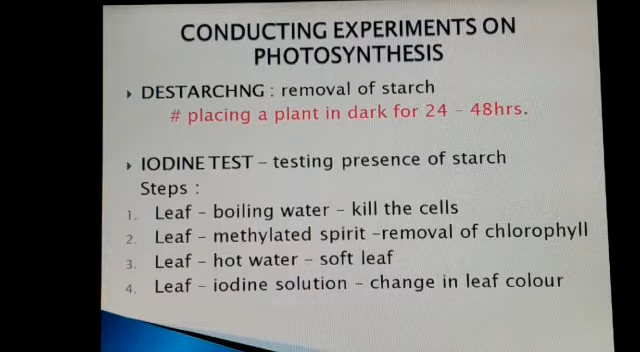 CONDUCTING EXPERIMENTS ON
PHOTOSYNTHESIS
DESTARCHNG : removal of starch
# placing a plant in dark for 24 – 48hrs.
IODINE TEST – testing presence of starch
Steps :
1. Leaf – boiling water – kill the cells
2. Leaf – methylated spirit –removal of chlorophyll
3. Leaf – hot water – soft leaf
4. Leaf – iodine solution – change in leaf colour